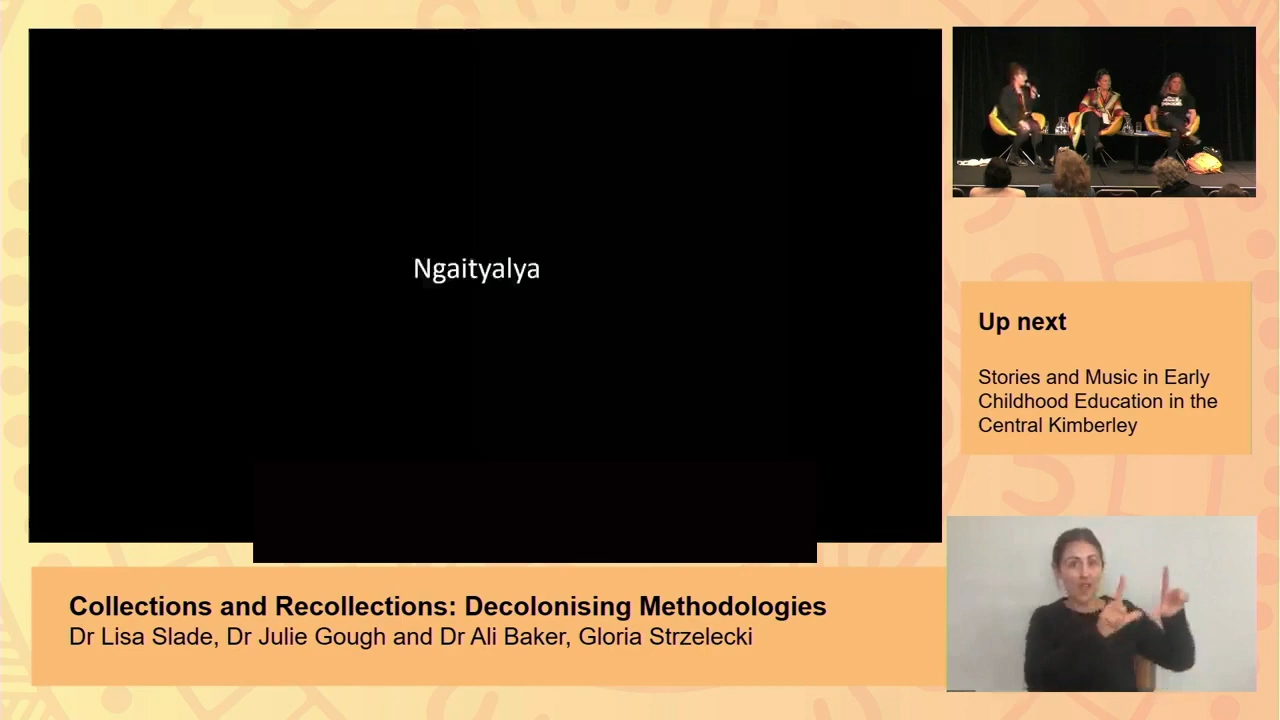 Ngaityalya
Up next
Stories and Music in Early
Childhood Education in the
Central Kimberley
Collections and Recollections: Decolonising Methodologies
Dr Lisa Slade, Dr Julie Gough and Dr Ali Baker, Gloria Strzelecki